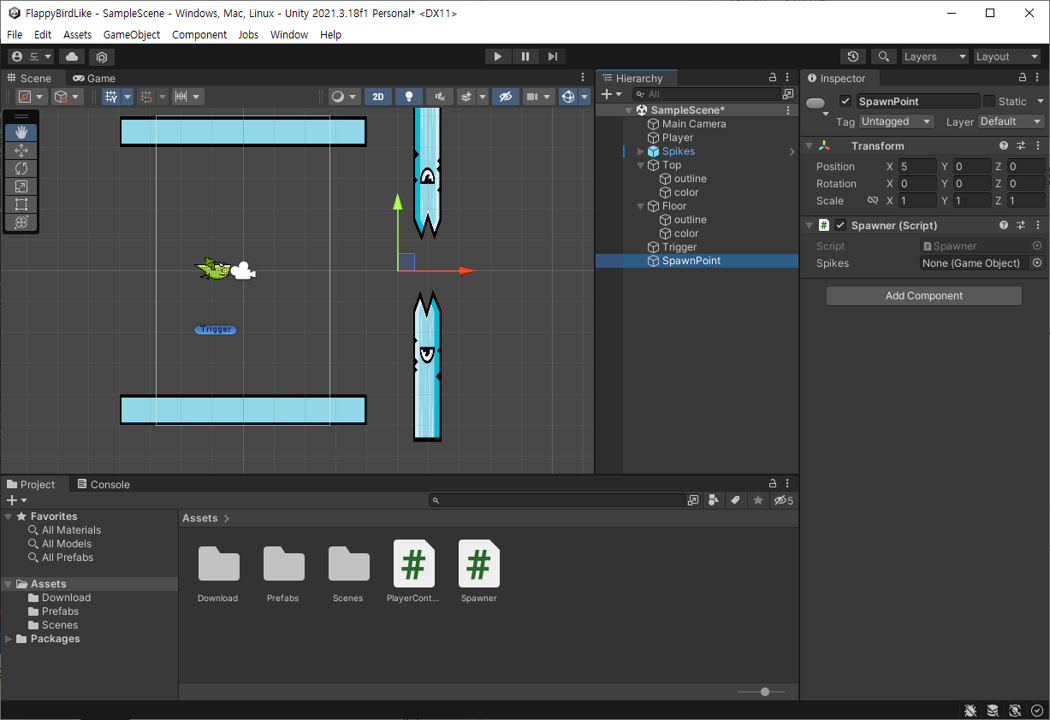 FlappyBirdLike - SampleScene - Windows, Mac, Linux - Unity 2021.3.18f1 Personal* <DX11>
File Edit Assets GameObject Component Jobs Window Help
도 Layers Layout
Scene Game
2D
Trigger
Hierarchy
All
SampleScene*
Main Camera
Player
Spikes
Top
outline
color
Floor
outline
color
Trigger
SpawnPoint
Inspector
SpawnPoint Static
Tag Untagged Layer Default
Transform
Position X 5 Y 0 Z 0
Rotation X 0 Y 0 Z 0
Scale X 1 Y 1 Z 1
Spawner (Script)
Script Spawner
Spikes None (Game Object)
Add Component
Project Console
5
Favorites
All Materials
All Models
All Prefabs
Assets
Download
Prefabs
Scenes
Packages
Assets
Download Prefabs Scenes PlayerCont... Spawner